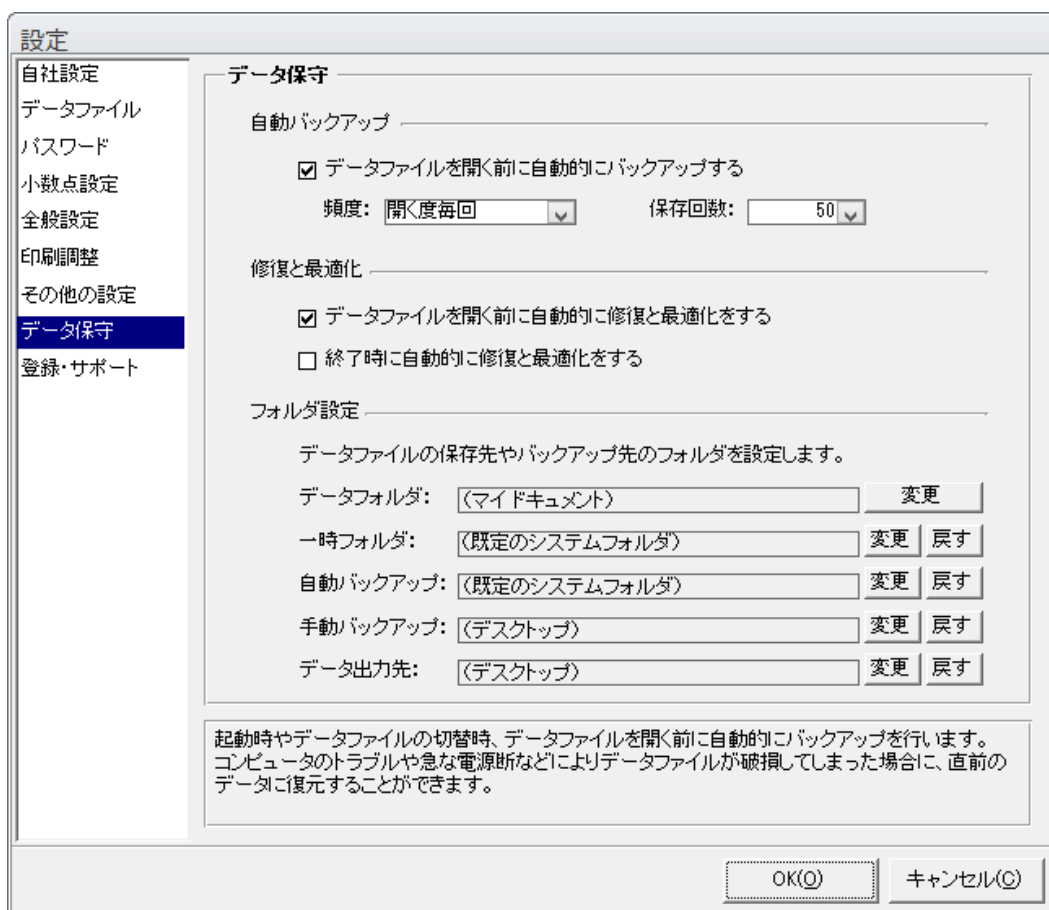 設定
自社設定
データファイル
パスワード
小数点設定
全般設定
印刷調整
その他の設定
データ保守
登録・サポート
データ保守
自動バックアップ
データファイルを開く前に自動的にバックアップする
頻度： 開く度毎回 保存回数： 50
修復と最適化
データファイルを開く前に自動的に修復と最適化をする
終了時に自動的に修復と最適化をする
フォルダ設定
データファイルの保存先やバックアップ先のフォルダを設定します。
データフォルダ： (マイドキュメント) 変更
一時フォルダ： (既定のシステムフォルダ) 変更 戻す
自動バックアップ： (既定のシステムフォルダ) 変更 戻す
手動バックアップ： (デスクトップ) 変更 戻す
データ出力先： (デスクトップ) 変更 戻す
起動時やデータファイルの切替時、データファイルを開く前に自動的にバックアップを行います。
コンピュータのトラブルや急な電源断などによりデータファイルが破損してしまった場合に、直前の
データに復元することができます。
OK(O) キャンセル(C)